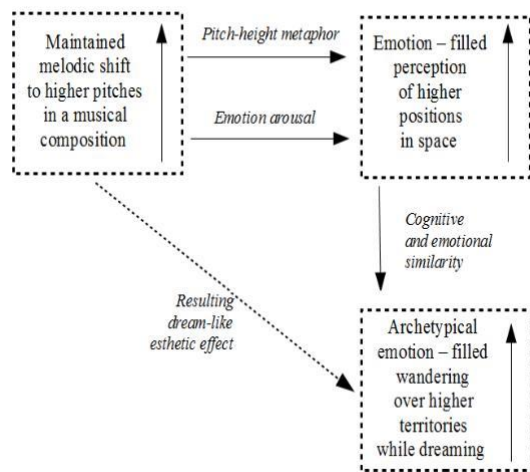 Maintained
melodic shift
to higher pitches
in a musical
composition
Pitch-height metaphor
Emotion arousal
Emotion – filled
perception
of higher
positions
in space
Cognitive
and emotional
similarity
Resulting
dream-like
esthetic effect
Archetypical
emotion – filled
wandering
over higher
territories
while dreaming